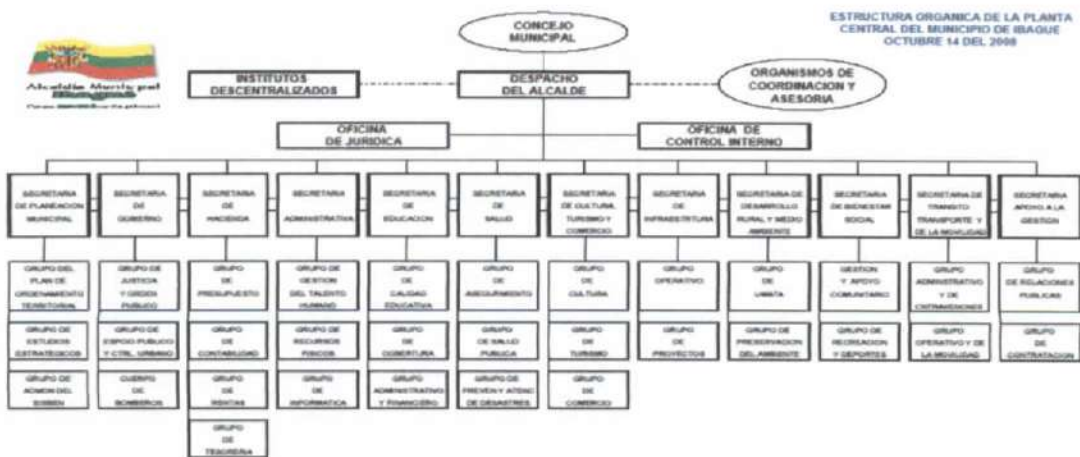 CONCEJO
MUNICIPAL
ESTRUCTURA ORGANICA DE LA PLANTA
CENTRAL DEL MUNICIPIO DE IBAGUE
OCTUBRE 14 DEL 2008
Alcaldía Municipal
INSTITUTOS
DESCENTRALIZADOS
DESPACHO
DEL ALCALDE
ORGANISMOS DE
COORDINACION Y
ASESORIA
OFICINA
DE JURIDICA
OFICINA DE
CONTROL INTERNO
SECRETARIA
DE PLANEACION
MUNICIPAL
SECRETARIA
DE
GOBIERNO
SECRETARIA
DE
HACIENDA
SECRETARIA
ADMINISTRATIVA
SECRETARIA
DE
EDUCACION
SECRETARIA
DE
SALUD
SECRETARIA
DE CULTURA
TURISMO Y
COMERCIO
SECRETARIA
DE
SECRETARIA DE
DESARROLLO
RURAL Y MEDIO
AMBIENTE
SECRETARIA
DE BIENESTAR
SOCIAL
SECRETARIA DE
TRANSITO
TRANSPORTE Y
DE LA MOVILIDAD
SECRETARIA
APOYO A LA
GESTION
GRUPO DEL
PLAN DE
ORDENAMIENTO
TERRITORIAL
GRUPO DE
JUSTICIA
PUBLICO
GRUPO
DE
PRESUPUESTO
GRUPO DE
GESTION
DEL TALENTO
HUMANO
GRUPO
DE
CALIDAD
EDUCATIVA
GRUPO
DE
GRUPO
DE
CULTURA
GRUPO
OPERATIVO
GRUPO
DE
UMATA
GESTION
Y APOYO
COMUNITARIO
GRUPO
ADMINISTRATIVO
Y DE
GRUPO
DE RELACIONES
PUBLICAS
GRUPO DE
ESTUDIOS
ESTRATEGICOS
GRUPO DE
PUBLICO
Y CTRL. URBANO
GRUPO
DE
CONTABILIDAD
GRUPO DE
RECURSOS
FISICOS
GRUPO
DE
COBERTURA
GRUPO
DE SALUD
PUBLICA
GRUPO
DE
TURISMO
GRUPO
DE
PROYECTOS
GRUPO DE
PRESERVACION
DEL AMBIENTE
GRUPO DE
RECREACION
Y DEPORTES
GRUPO
OPERATIVO Y DE
LA MOVILIDAD
GRUPO
DE
CONTRATACION
GRUPO DE
ADMON DEL
SISBEN
CUERPO
DE
BOMBEROS
GRUPO
DE
RENTAS
GRUPO
DE
INFORMATICA
GRUPO
ADMINISTRATIVO
Y FINANCIERO
GRUPO DE
PREVEN Y ATENC
DE DESASTRES
GRUPO
DE
COMERCIO
GRUPO
DE
TESORERIA